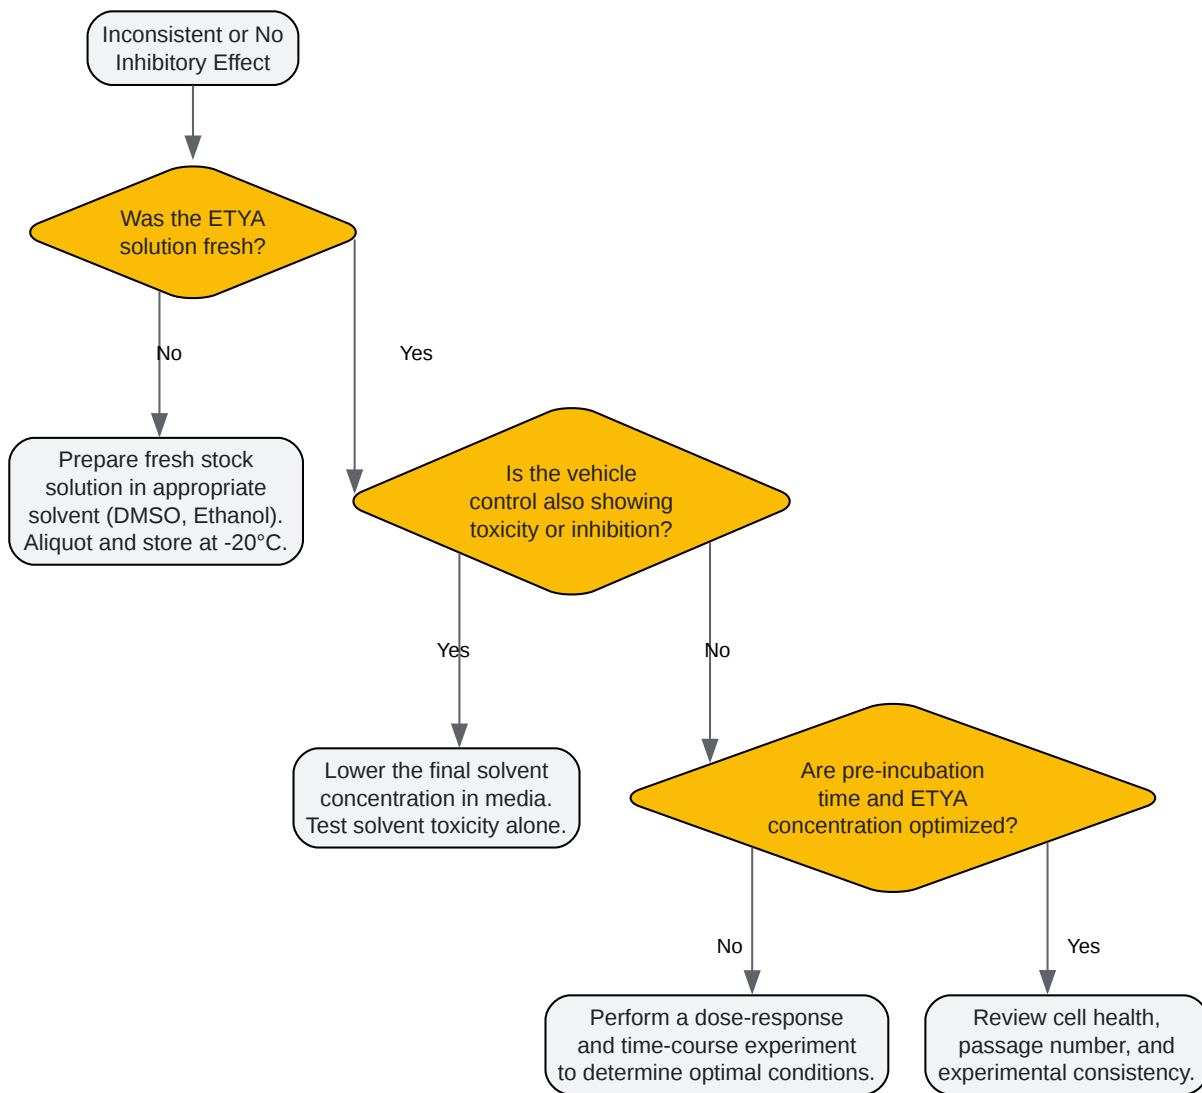 Inconsistent or No
Inhibitory Effect
Was the ETYA
solution fresh?
No
Yes
Prepare fresh stock
solution in appropriate
solvent (DMSO, Ethanol).
Aliquot and store at -20°C.
Is the vehicle
control also showing
toxicity or inhibition?
Yes
No
Lower the final solvent
concentration in media.
Test solvent toxicity alone.
Are pre-incubation
time and ETYA
concentration optimized?
No
Yes
Perform a dose-response
and time-course experiment
to determine optimal conditions.
Review cell health,
passage number, and
experimental consistency.